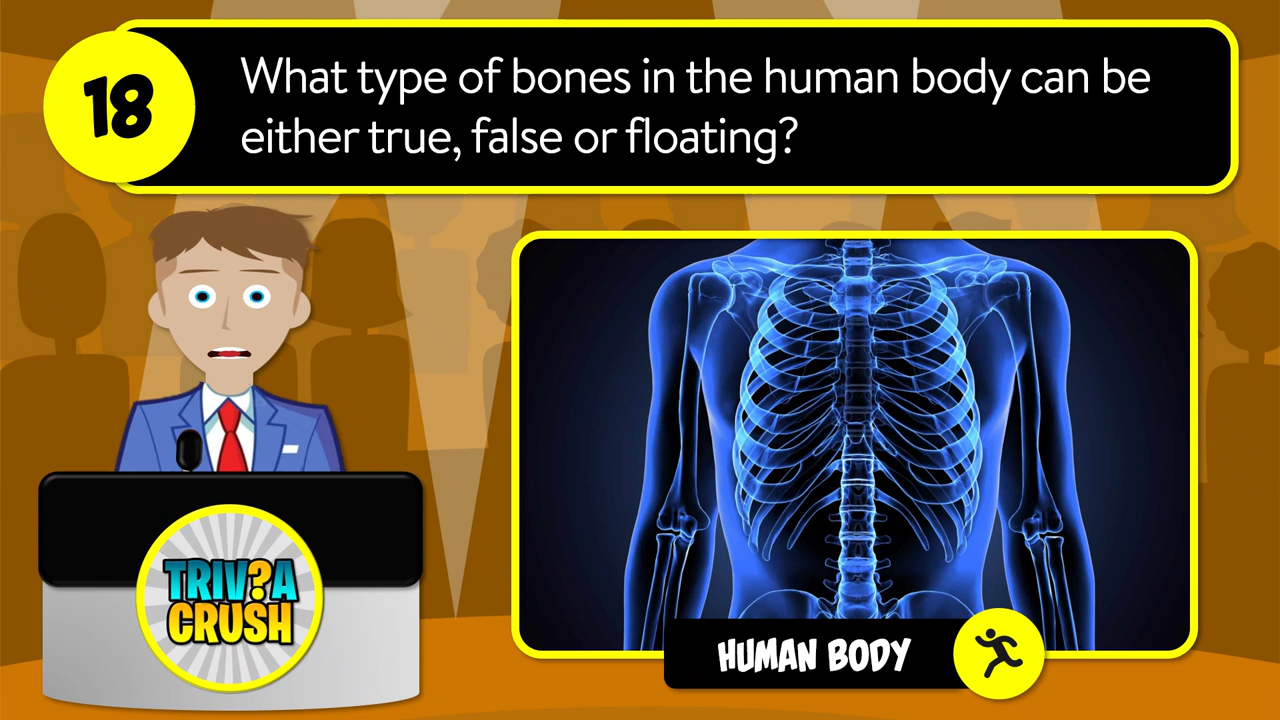 18
What type of bones in the human body can be
either true, false or floating?
TRIV?A
CRUSH
HUMAN BODY